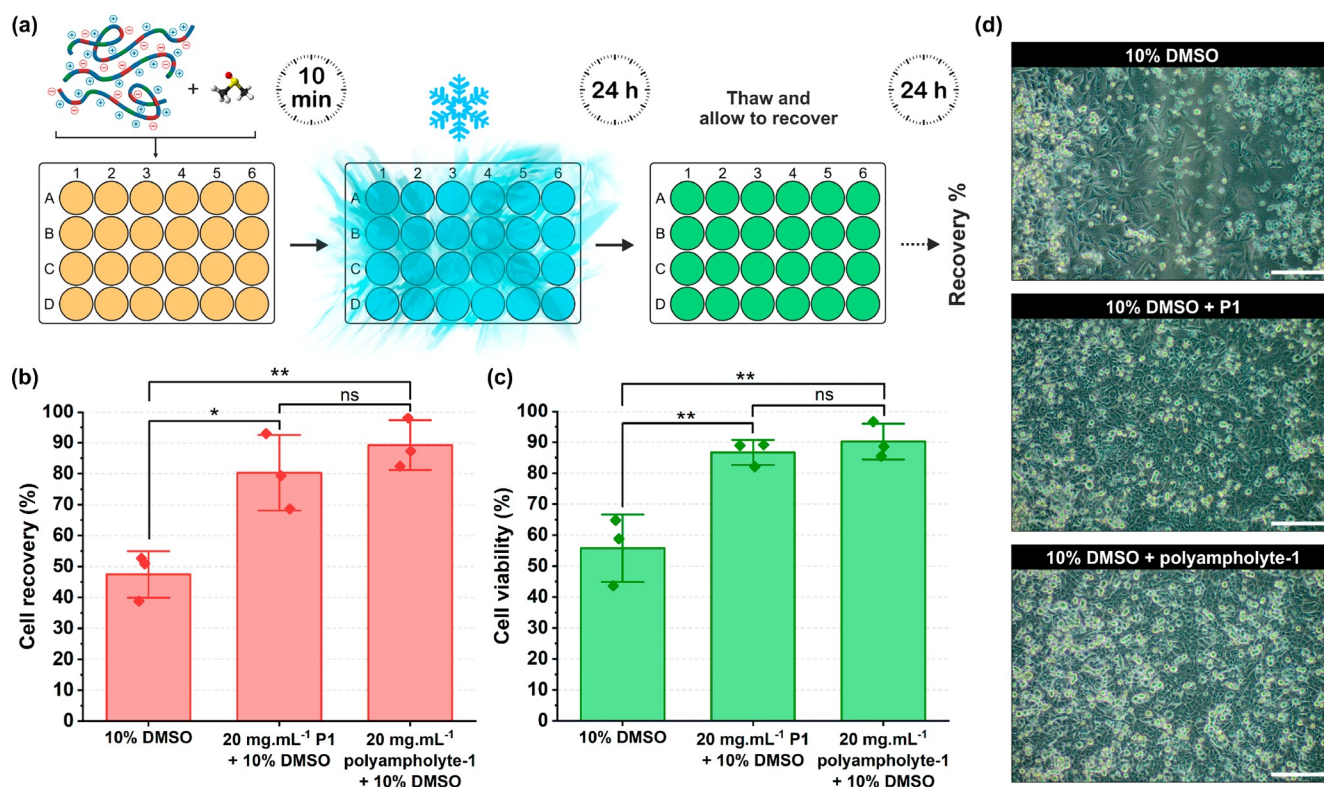 (a)
+
10
min
24 h
Thaw and
allow to recover
24 h
1 2 3 4 5 6
A
B
C
D
1 2 3 4 5 6
A
B
C
D
1 2 3 4 5 6
A
B
C
D
Recovery %
(b)
**
*
ns
Cell recovery (%)
100
90
80
70
60
50
40
30
20
10
0
10% DMSO
20 mg.mL⁻¹ P1
+ 10% DMSO
20 mg.mL⁻¹
polyampholyte-1
+ 10% DMSO
(c)
**
**
ns
Cell viability (%)
100
90
80
70
60
50
40
30
20
10
0
10% DMSO
20 mg.mL⁻¹ P1
+ 10% DMSO
20 mg.mL⁻¹
polyampholyte-1
+ 10% DMSO
(d)
10% DMSO
10% DMSO + P1
10% DMSO + polyampholyte-1